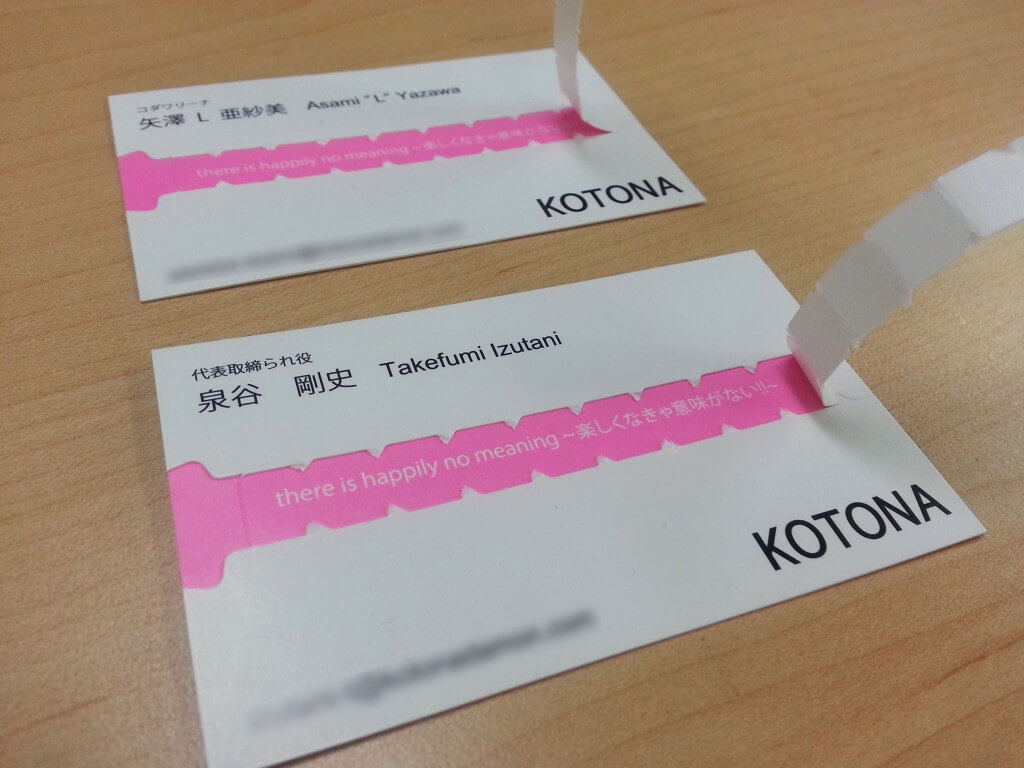 コダワリーナ
矢澤 L 亜紗美 Asami "L" Yazawa
there is happily no meaning ~楽しくなきゃ意味がない
KOTONA
代表取締られ役
泉谷 剛史 Takefumi Izutani
there is happily no meaning ~楽しくなきゃ意味がない!!~
KOTONA